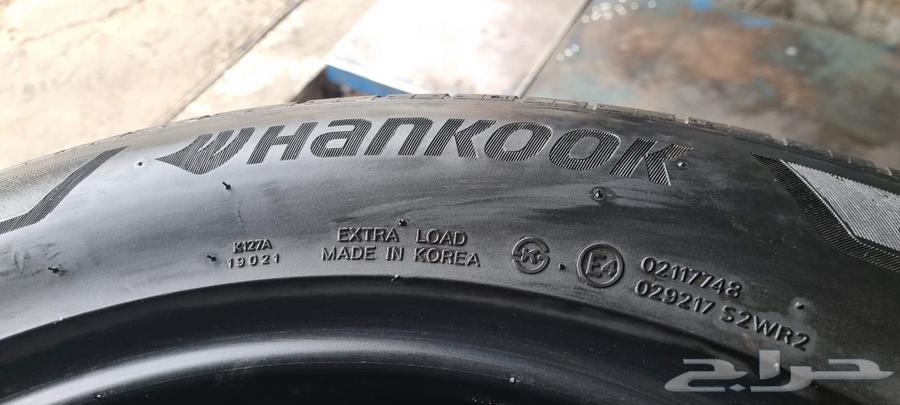 HANKOOK
K127A
19021
EXTRA LOAD
MADE IN KOREA
K
E4
02117748
029217 S2WR2
حراج